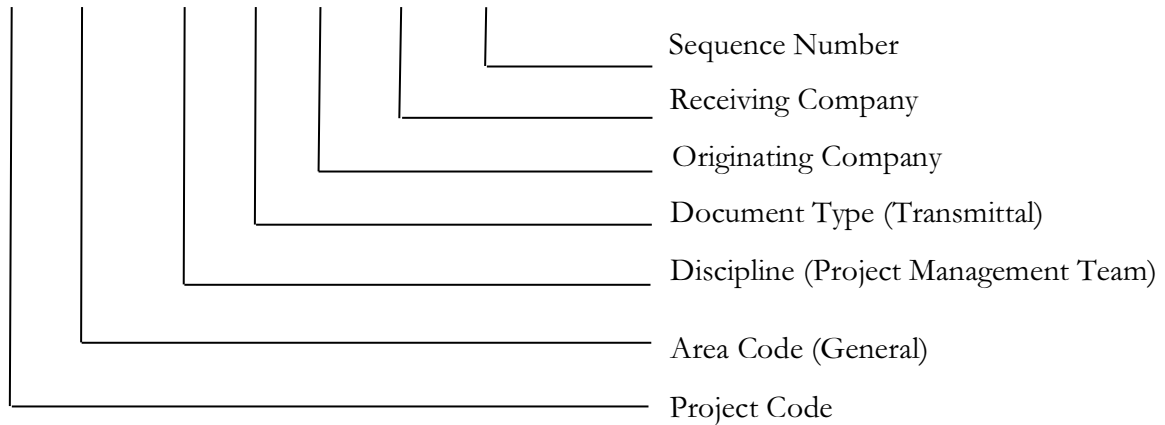 Sequence Number
Receiving Company
Originating Company
Document Type (Transmittal)
Discipline (Project Management Team)
Area Code (General)
Project Code